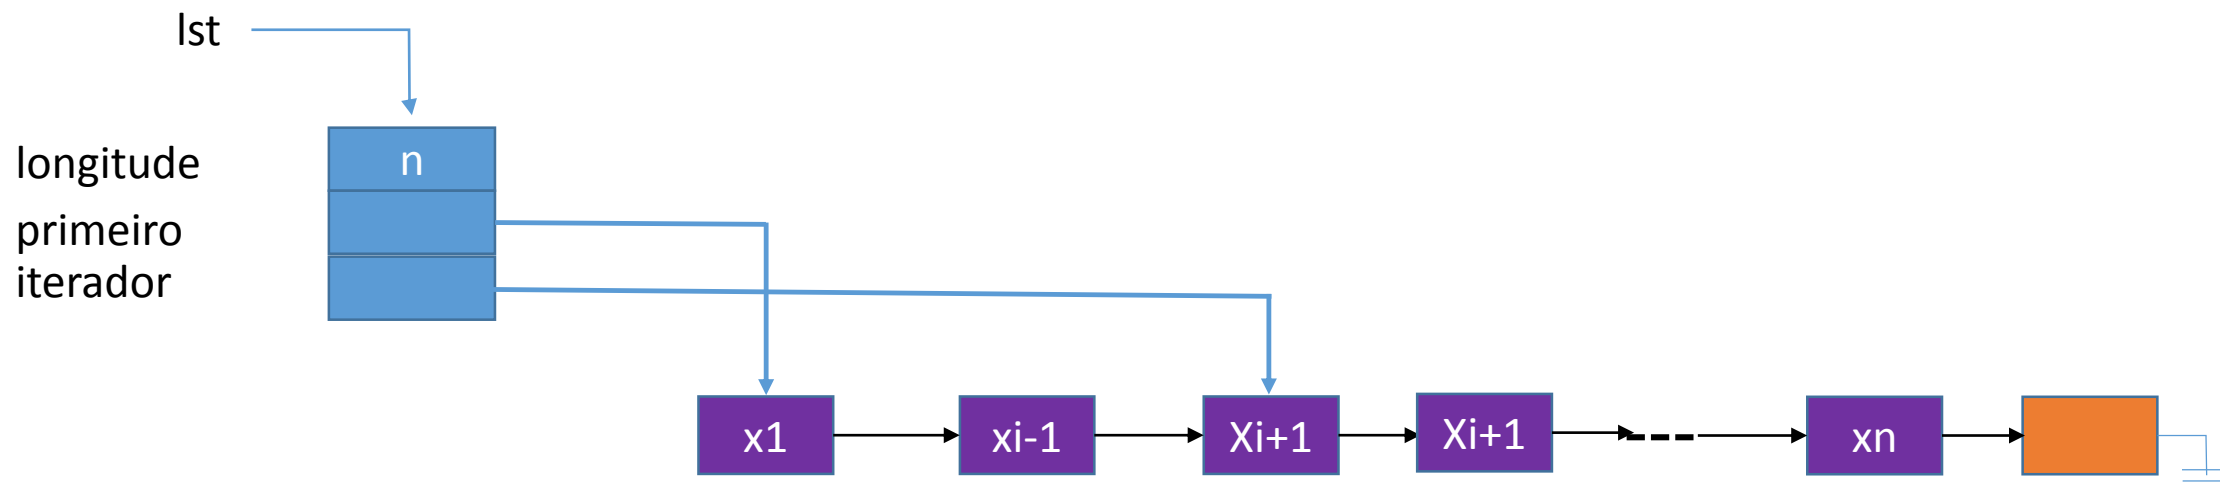 lst
longitude
n
primeiro
iterador
x1
xi-1
Xi+1
Xi+1
xn